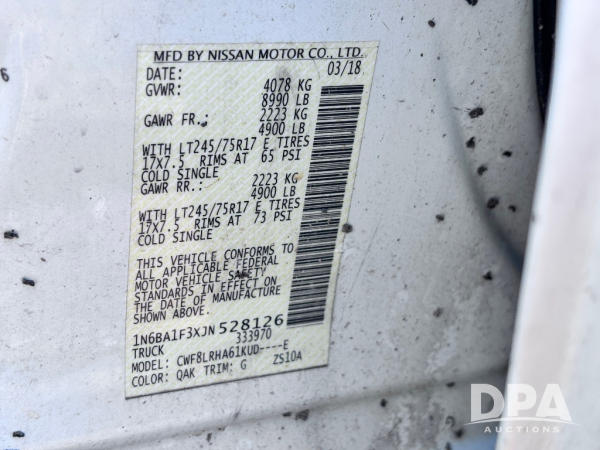 MFD BY NISSAN MOTOR CO., LTD.
DATE: 03/18
GVWR: 4078 KG
8990 LB
GAWR FR.: 2223 KG
4900 LB
WITH LT245/75R17 E TIRES
17X7.5 RIMS AT 65 PSI
COLD SINGLE
GAWR RR.: 2223 KG
4900 LB
WITH LT245/75R17 E TIRES
17X7.5 RIMS AT 73 PSI
COLD SINGLE
THIS VEHICLE CONFORMS TO
ALL APPLICABLE FEDERAL
MOTOR VEHICLE SAFETY
STANDARDS IN EFFECT ON
THE DATE OF MANUFACTURE
SHOWN ABOVE.
1N6BA1F3XJN528126
TRUCK 333970
MODEL: CWF8LRHA61KUD----E
COLOR: QAK TRIM: G ZS10A
DPA
AUCTIONS